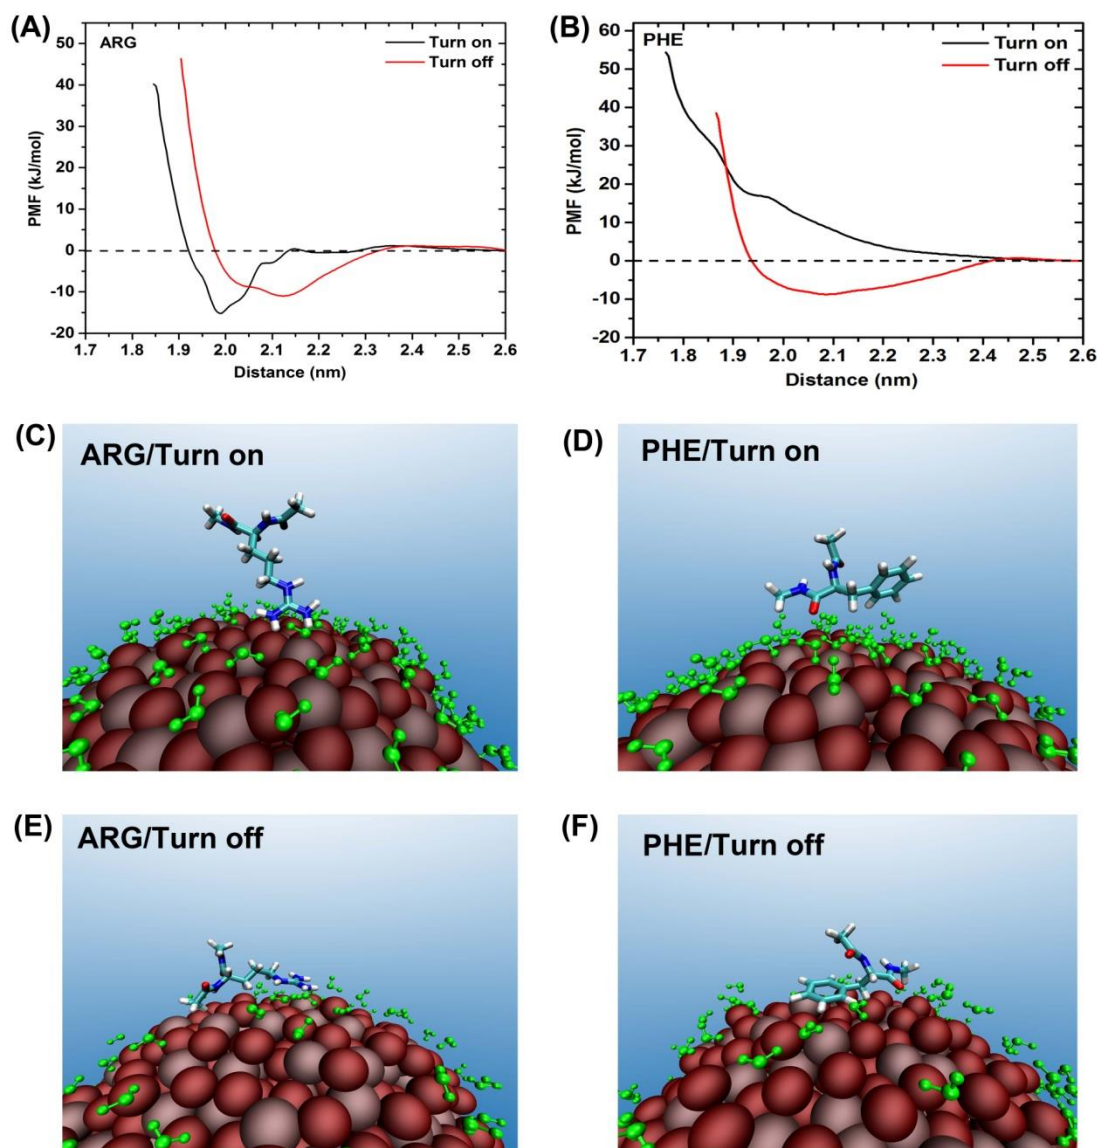 (A)
ARG
Turn on
Turn off
50
40
30
20
10
0
-10
-20
PMF (kJ/mol)
1.7 1.8 1.9 2.0 2.1 2.2 2.3 2.4 2.5 2.6
Distance (nm)
(B)
PHE
Turn on
Turn off
60
50
40
30
20
10
0
-10
-20
PMF (kJ/mol)
1.7 1.8 1.9 2.0 2.1 2.2 2.3 2.4 2.5 2.6
Distance (nm)
(C)
ARG/Turn on
(D)
PHE/Turn on
(E)
ARG/Turn off
(F)
PHE/Turn off